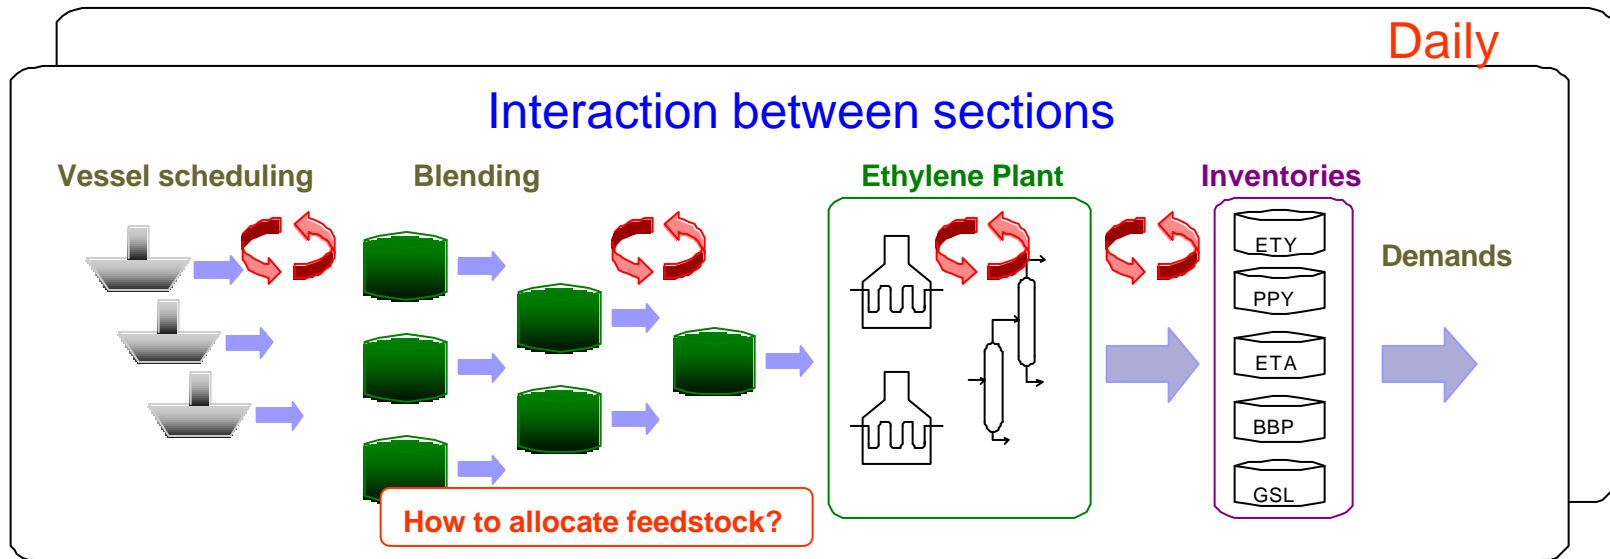 Daily
Interaction between sections
Vessel scheduling
Blending
Ethylene Plant
Inventories
ETY
Demands
PPY
ETA
BBP
GSL
How to allocate feedstock?